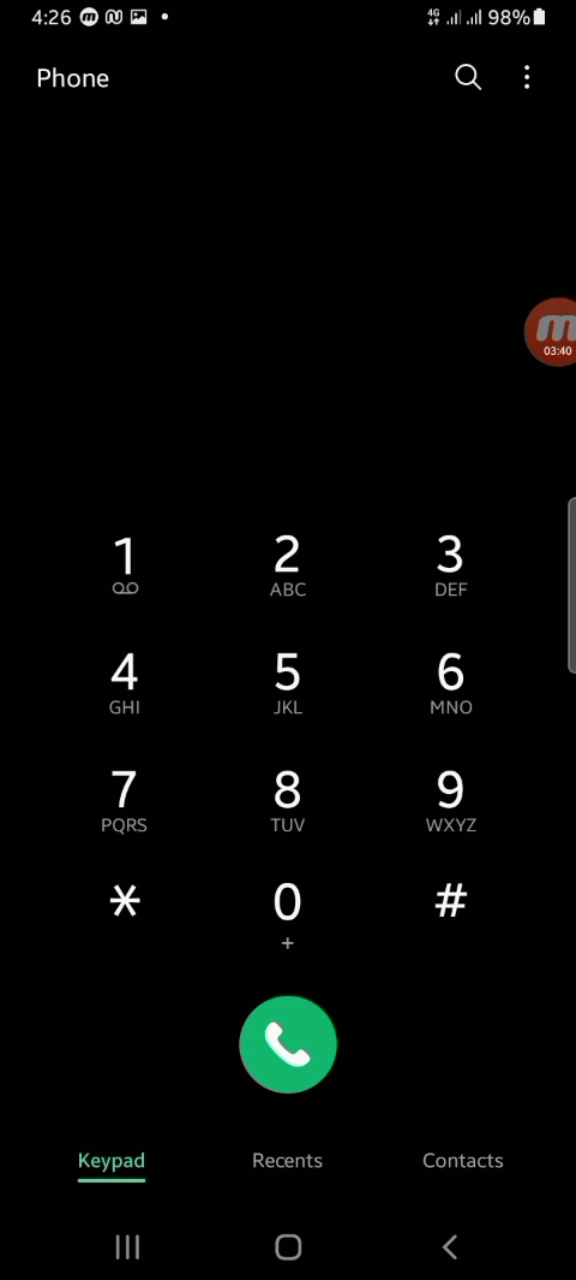 4:26
4G
98%
Phone
m
03:40
1
2
ABC
3
DEF
4
GHI
5
JKL
6
MNO
7
PQRS
8
TUV
9
WXYZ
*
0
+
#
Keypad
Recents
Contacts